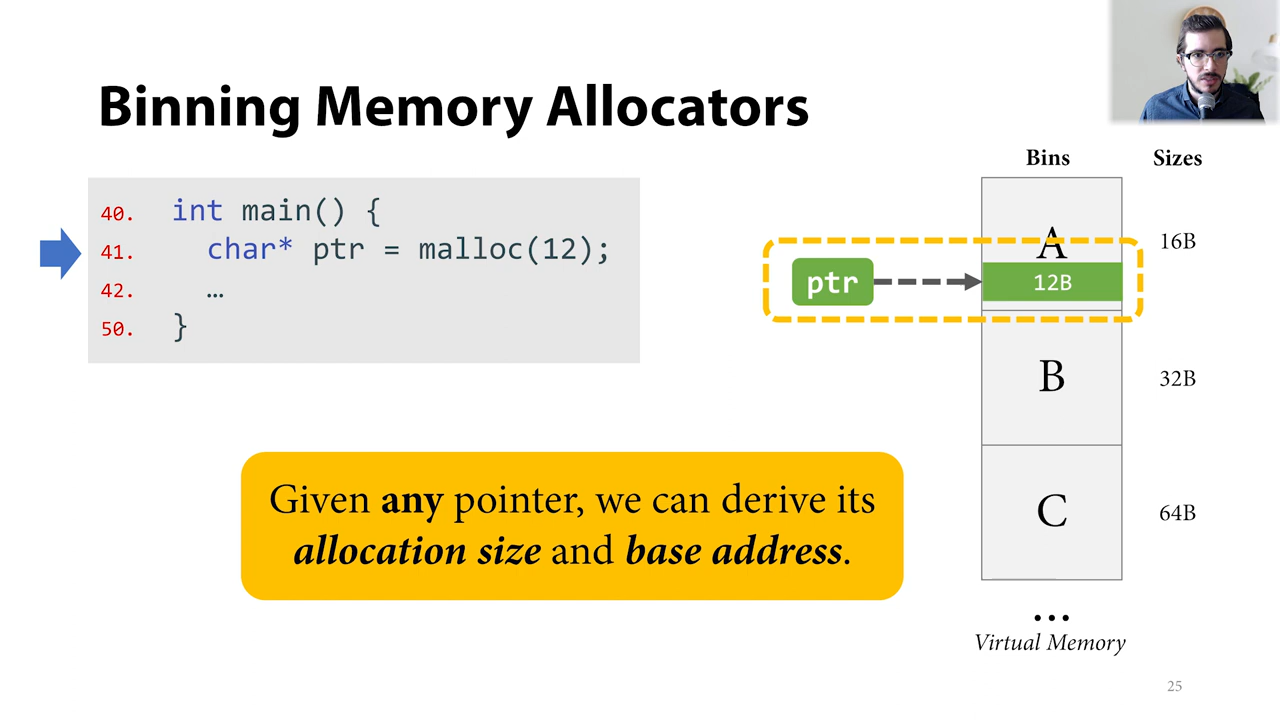 Binning Memory Allocators
40. int main() {
41. char* ptr = malloc(12);
42. …
50. }
Bins Sizes
A 16B
ptr 12B
B 32B
C 64B
…
Virtual Memory
Given any pointer, we can derive its
allocation size and base address.
25